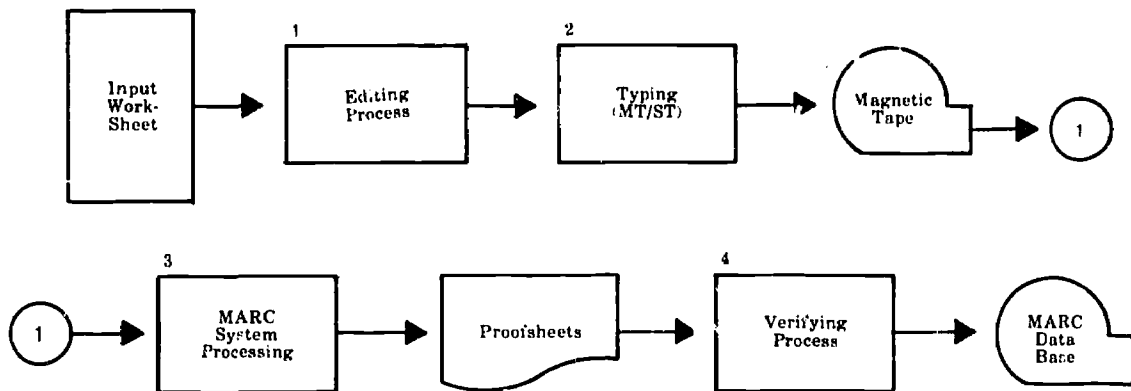 1
2
Input
Work-
Sheet
Editing
Process
Typing
(MT/ST)
Magnetic
Tape
1
3
4
1
MARC
System
Processing
Proofsheets
Verifying
Process
MARC
Data
Base